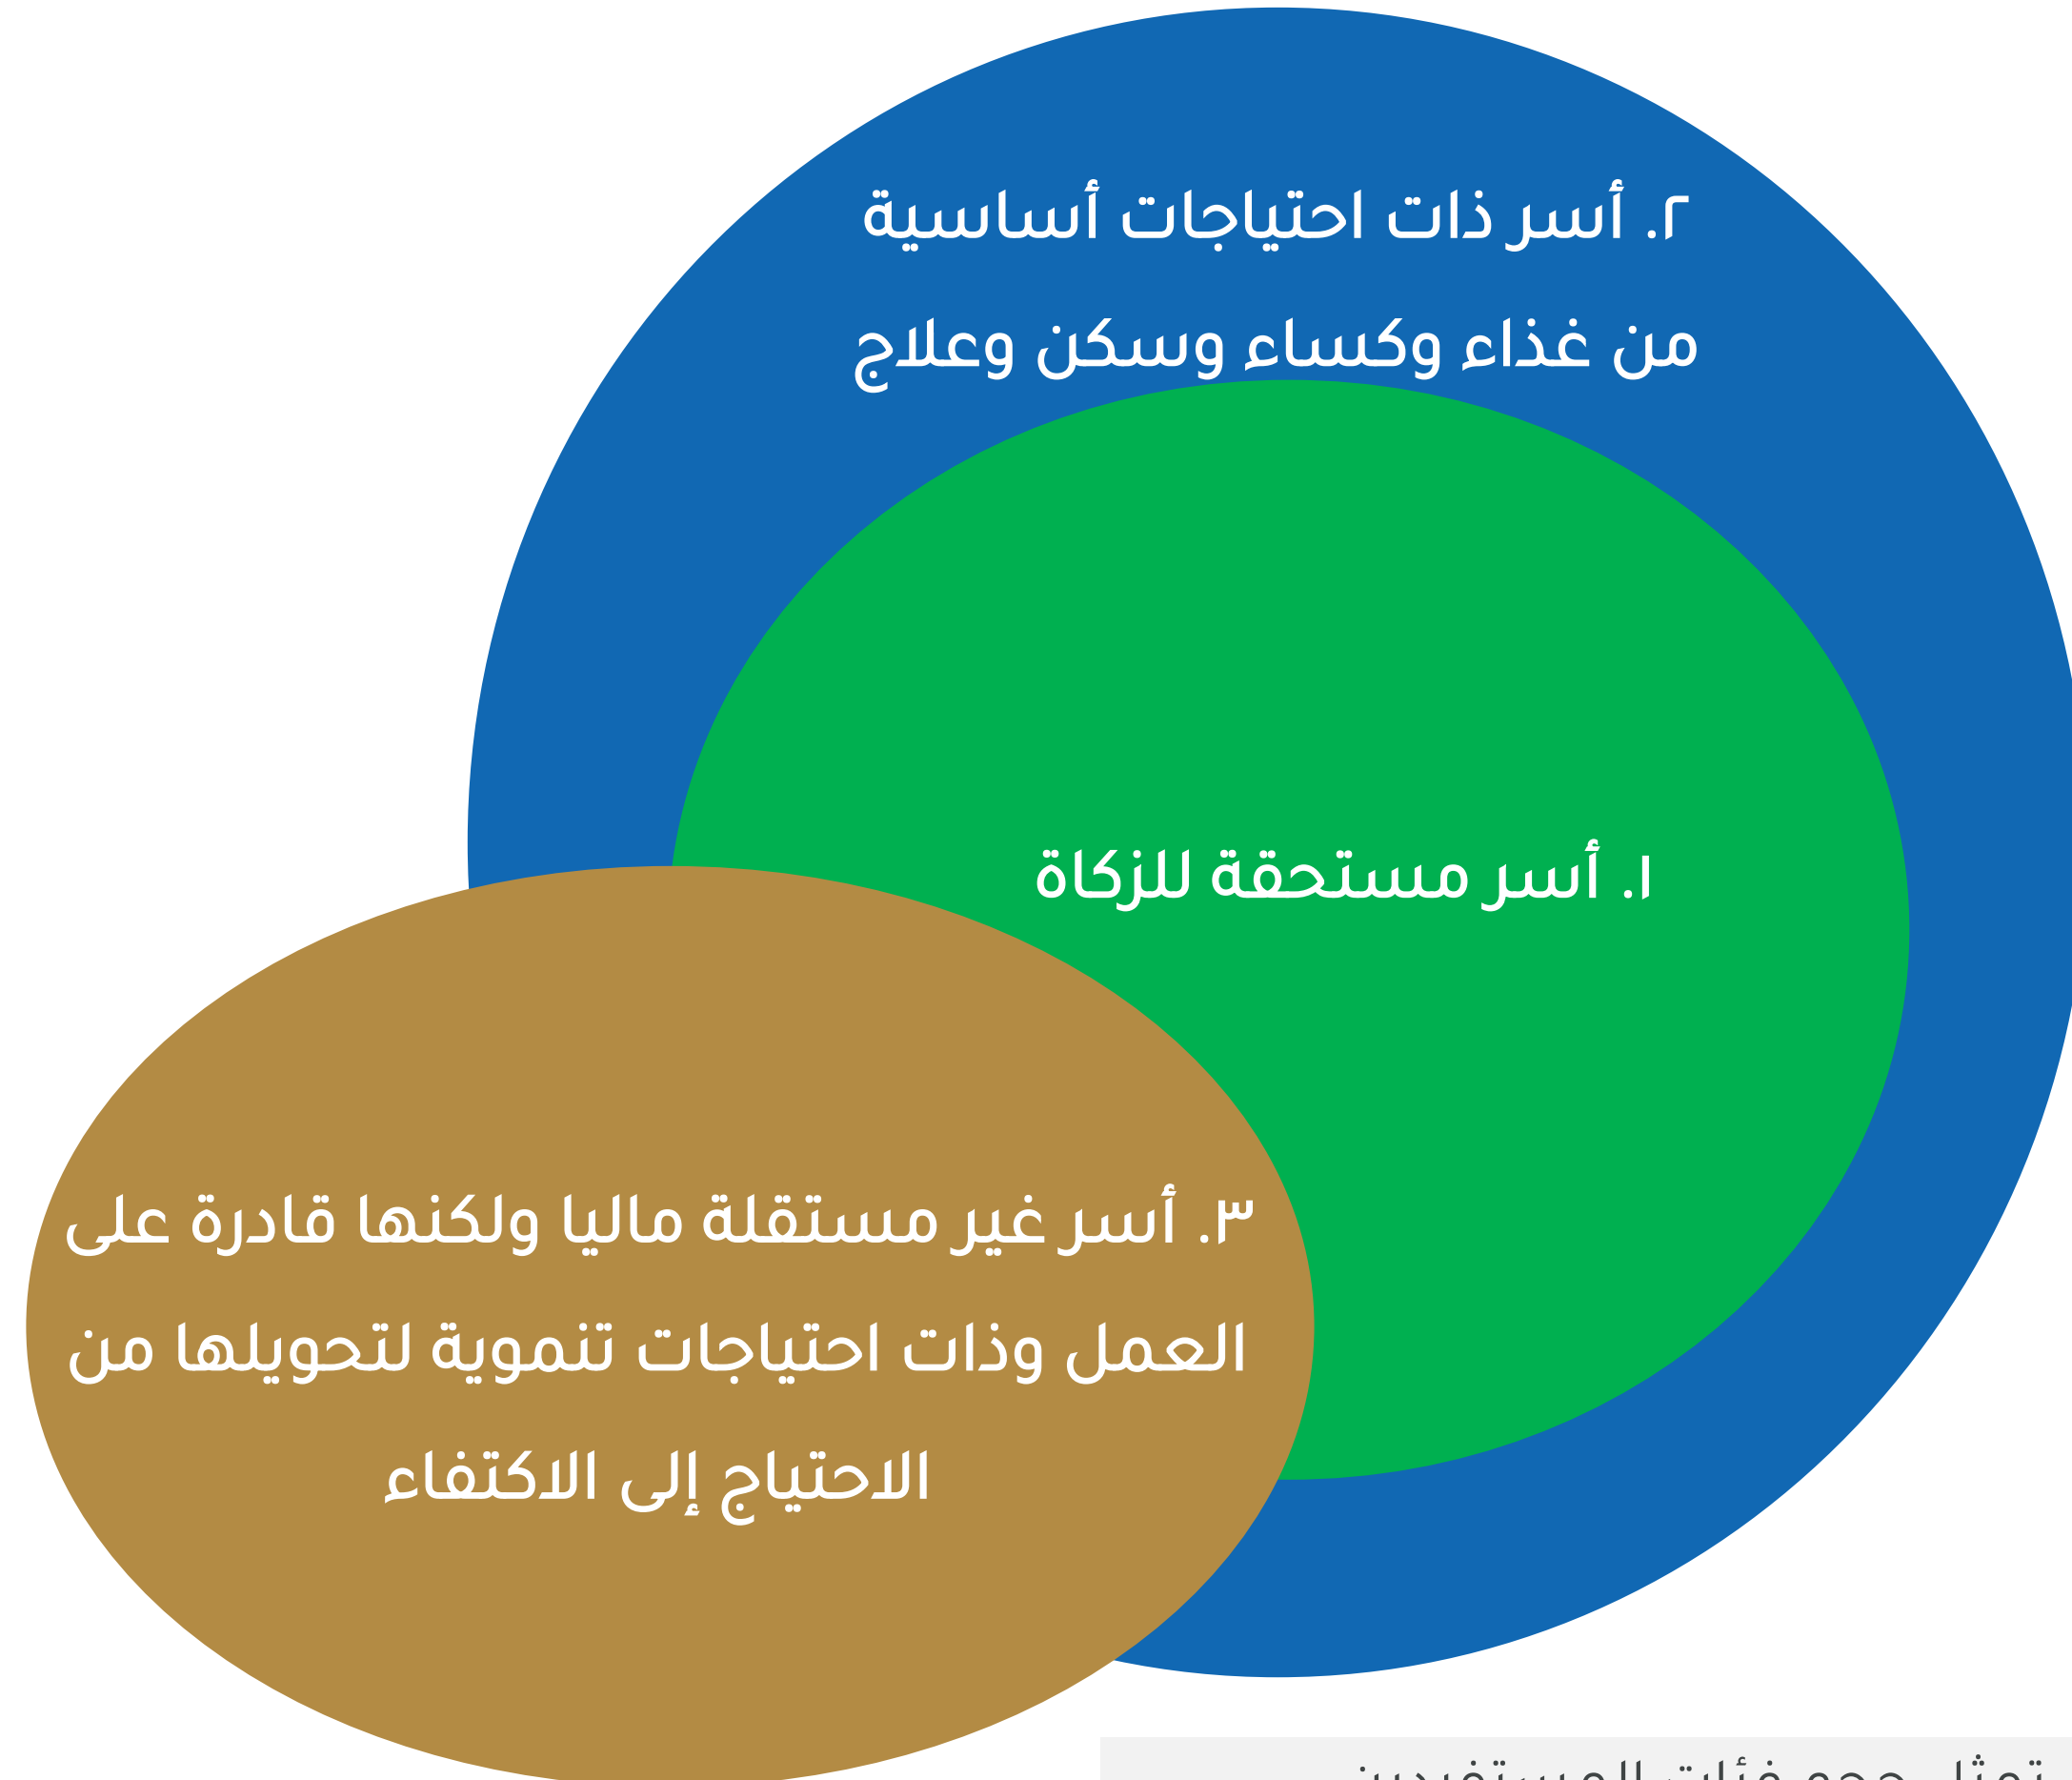 ٢. أسر ذات احتياجات أساسية
من غذاء وكساء وسكن وعلاج
١. أسر مستحقة للزكاة
٣. أسر غير مستقلة ماليا ولكنها قادرة على
العمل وذات احتياجات تنموية لتحويلها من
الاحتياج إلى الاكتفاء